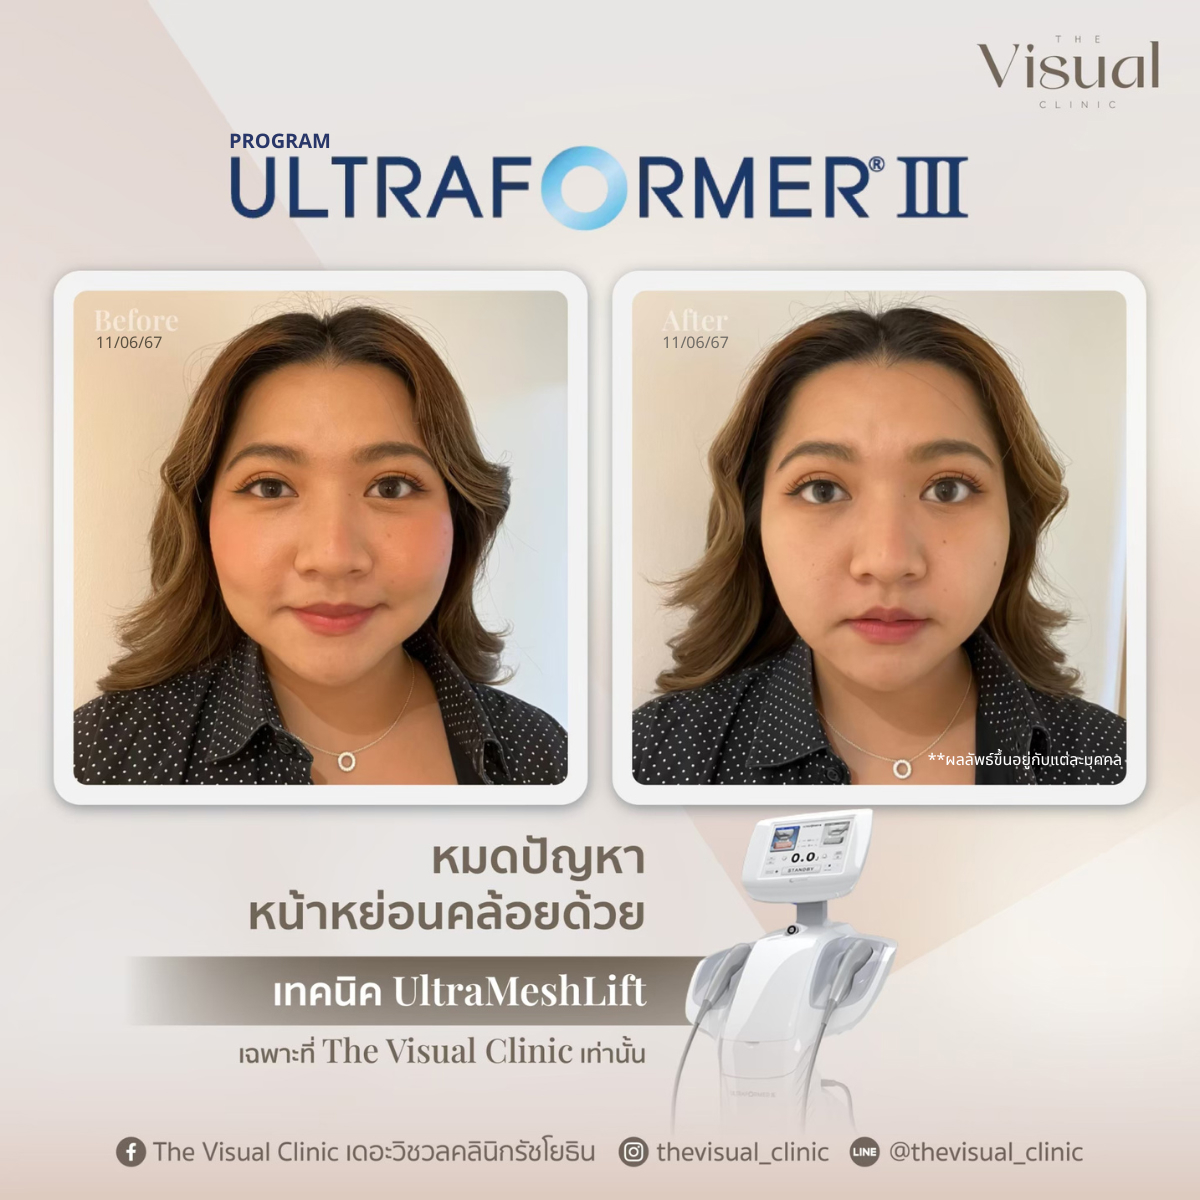 THE
Visual
CLINIC
PROGRAM
ULTRAFORMER® III
Before
11/06/67
After
11/06/67
**ผลลัพธ์ขึ้นอยู่กับแต่ละบุคคล
หมดปัญหา
หน้าหย่อนคล้อยด้วย
เทคนิค UltraMeshLift
เฉพาะที่ The Visual Clinic เท่านั้น
0.0
STANDBY
ULTRAFORMER III
The Visual Clinic เดอะวิชวลคลินิกรัชโยธิน
thevisual_clinic
LINE @thevisual_clinic